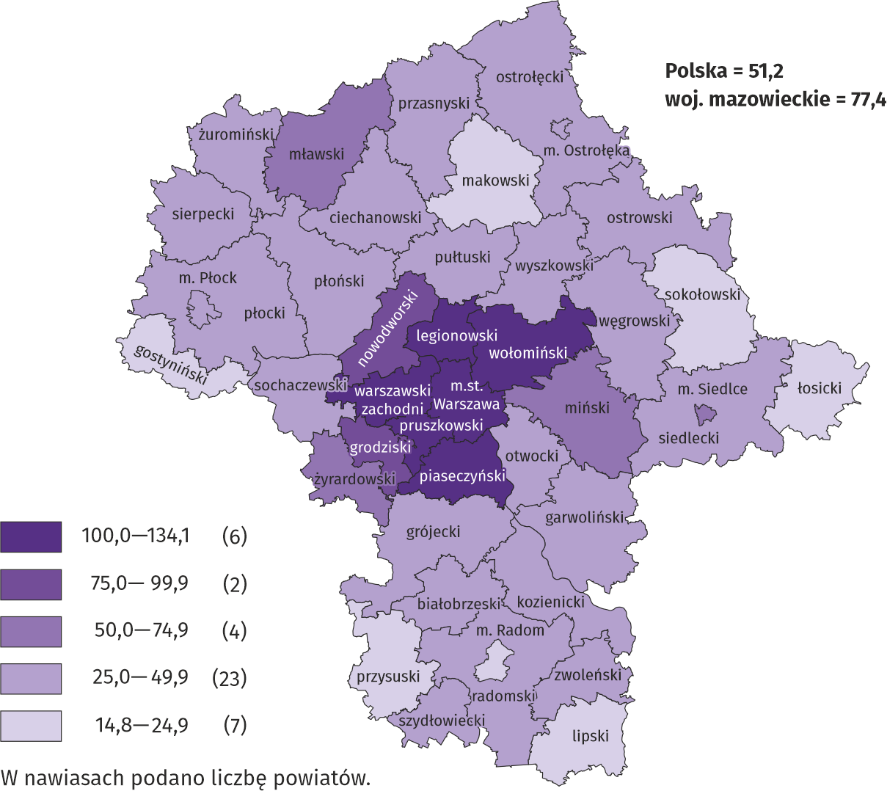 Polska = 51,2
woj. mazowieckie = 77,4
ostrołęcki
przasnyski
żuromiński
mławski
m. Ostrołęka
makowski
sierpecki
ciechanowski
ostrowski
pułtuski
wyszkowski
m. Płock
płoński
sokołowski
płocki
nowodworski
legionowski
węgrowski
wołomiński
gostyniński
sochaczewski
warszawski
zachodni
m.st.
Warszawa
m. Siedlce
łosicki
miński
pruszkowski
siedlecki
grodziski
otwocki
żyrardowski
piaseczyński
garwoliński
grójecki
białobrzeski
kozienicki
m. Radom
przysuski
zwoleński
radomski
szydłowiecki
lipski
100,0—134,1 (6)
75,0— 99,9 (2)
50,0—74,9 (4)
25,0—49,9 (23)
14,8—24,9 (7)
W nawiasach podano liczbę powiatów.